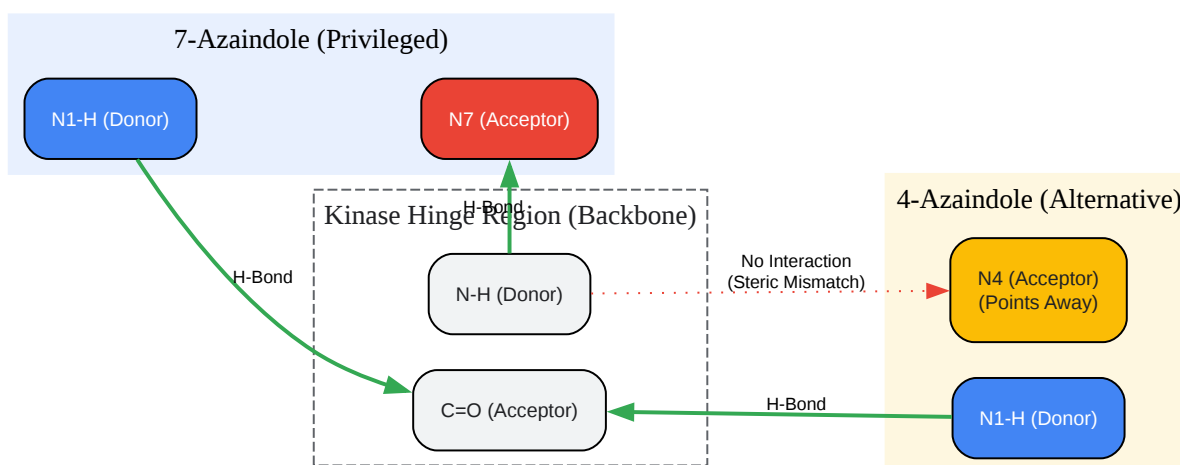 7-Azaindole (Privileged)
N1-H (Donor)
N7 (Acceptor)
H-Bond
Kinase Hinge Region (Backbone)
4-Azaindole (Alternative)
H-Bond
N-H (Donor)
No Interaction
(Steric Mismatch)
N4 (Acceptor)
(Points Away)
C=O (Acceptor)
H-Bond
N1-H (Donor)